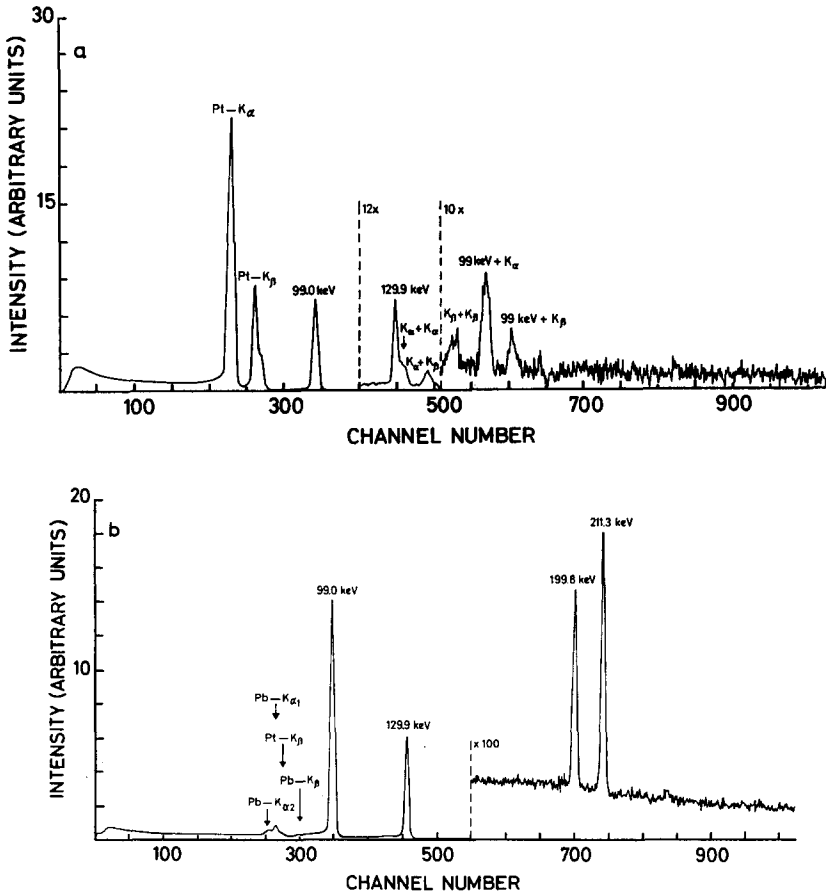 30
a
INTENSITY (ARBITRARY UNITS)
Pt—Kα
15
12x
10x
99 keV + Kα
Pt—Kβ
99.0 keV
129.9 keV
Kβ + Kβ
99 keV + Kβ
Kα + Kα
Kα + Kβ
100 300 500 700 900
CHANNEL NUMBER
20
b
INTENSITY (ARBITRARY UNITS)
211.3 keV
99.0 keV
199.8 keV
10
Pb—Kα1
129.9 keV
Pt—Kβ
x 100
Pb—Kβ
Pb—Kα2
100 300 500 700 900
CHANNEL NUMBER